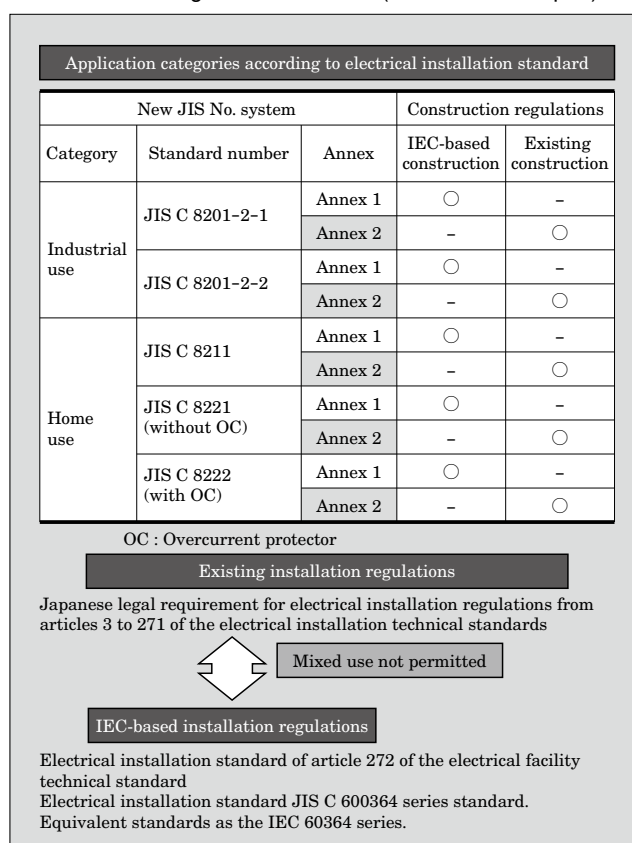 Application categories according to electrical installation standard
New JIS No. system Construction regulations
Category Standard number Annex IEC-based construction Existing construction
Industrial use JIS C 8201-2-1 Annex 1 ○ –
Annex 2 – ○
JIS C 8201-2-2 Annex 1 ○ –
Annex 2 – ○
Home use JIS C 8211 Annex 1 ○ –
Annex 2 – ○
JIS C 8221 (without OC) Annex 1 ○ –
Annex 2 – ○
JIS C 8222 (with OC) Annex 1 ○ –
Annex 2 – ○
OC : Overcurrent protector
Existing installation regulations
Japanese legal requirement for electrical installation regulations from
articles 3 to 271 of the electrical installation technical standards
Mixed use not permitted
IEC-based installation regulations
Electrical installation standard of article 272 of the electrical facility
technical standard
Electrical installation standard JIS C 600364 series standard.
Equivalent standards as the IEC 60364 series.